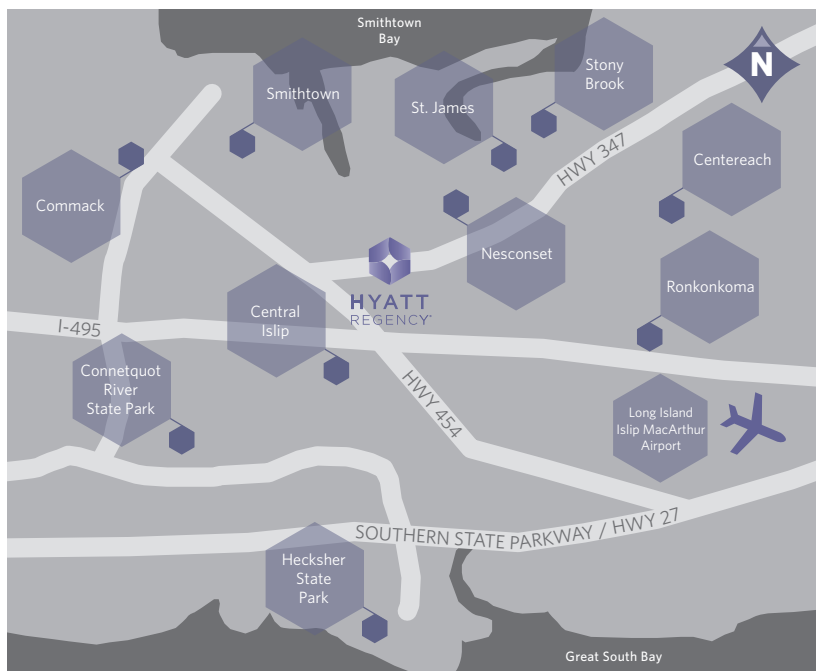 Smithtown
Bay
Stony
Brook
N
Smithtown
St. James
HWY 347
Centereach
Commack
Nesconset
HYATT
REGENCY
Ronkonkoma
Central
Islip
I-495
Connetquot
River
State Park
HWY 454
Long Island
Islip MacArthur
Airport
SOUTHERN STATE PARKWAY / HWY 27
Hecksher
State
Park
Great South Bay